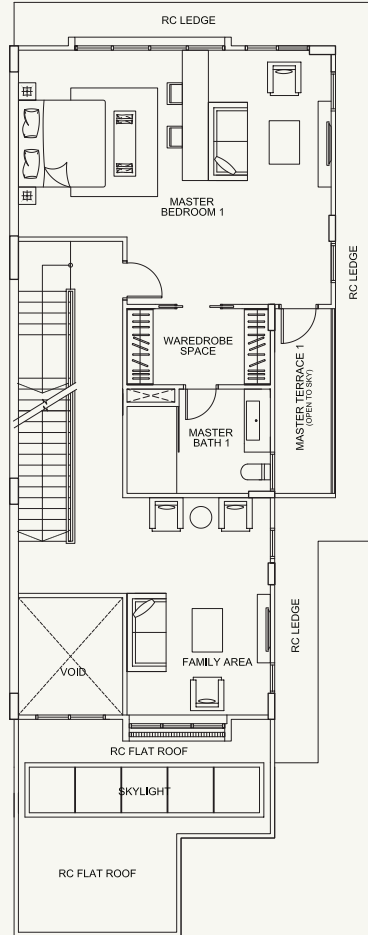 RC LEDGE
MASTER
BEDROOM 1
RC LEDGE
WAREDROBE
SPACE
MASTER TERRACE 1
(OPEN TO SKY)
MASTER
BATH 1
RC LEDGE
FAMILY AREA
VOID
RC FLAT ROOF
SKYLIGHT
RC FLAT ROOF